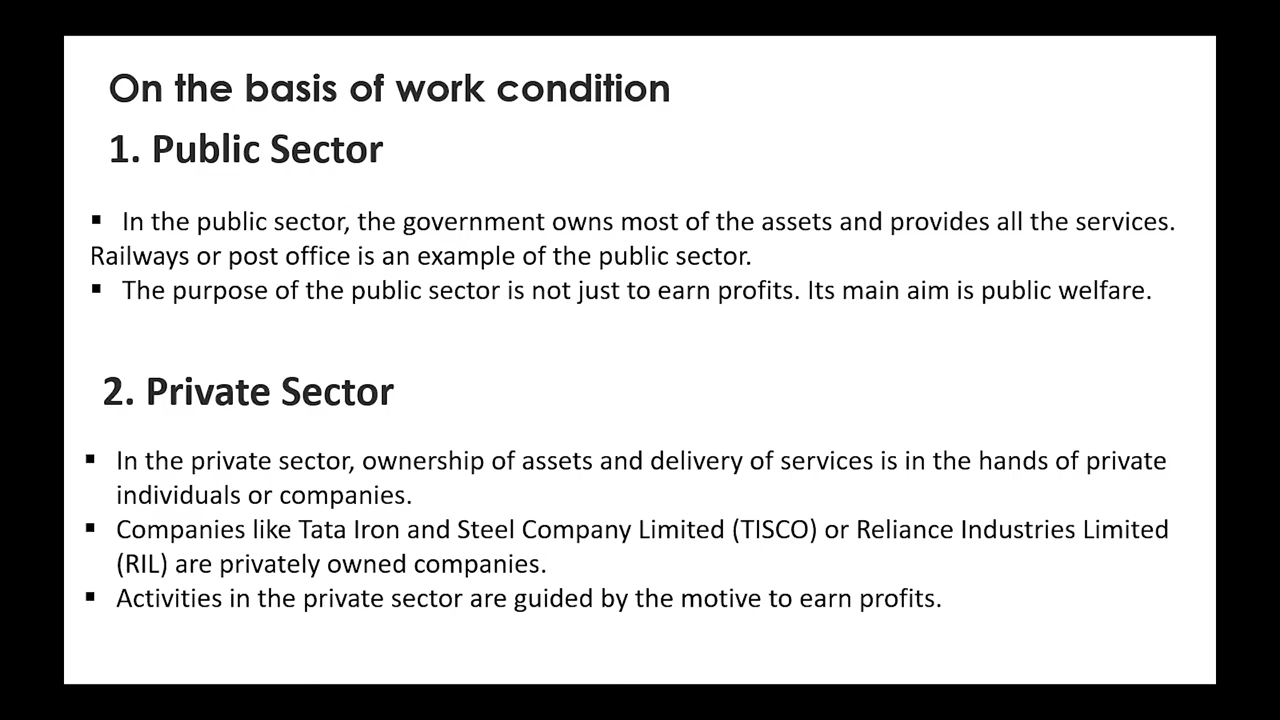 On the basis of work condition
1. Public Sector
▪ In the public sector, the government owns most of the assets and provides all the services.
Railways or post office is an example of the public sector.
▪ The purpose of the public sector is not just to earn profits. Its main aim is public welfare.
2. Private Sector
▪ In the private sector, ownership of assets and delivery of services is in the hands of private
individuals or companies.
▪ Companies like Tata Iron and Steel Company Limited (TISCO) or Reliance Industries Limited
(RIL) are privately owned companies.
▪ Activities in the private sector are guided by the motive to earn profits.